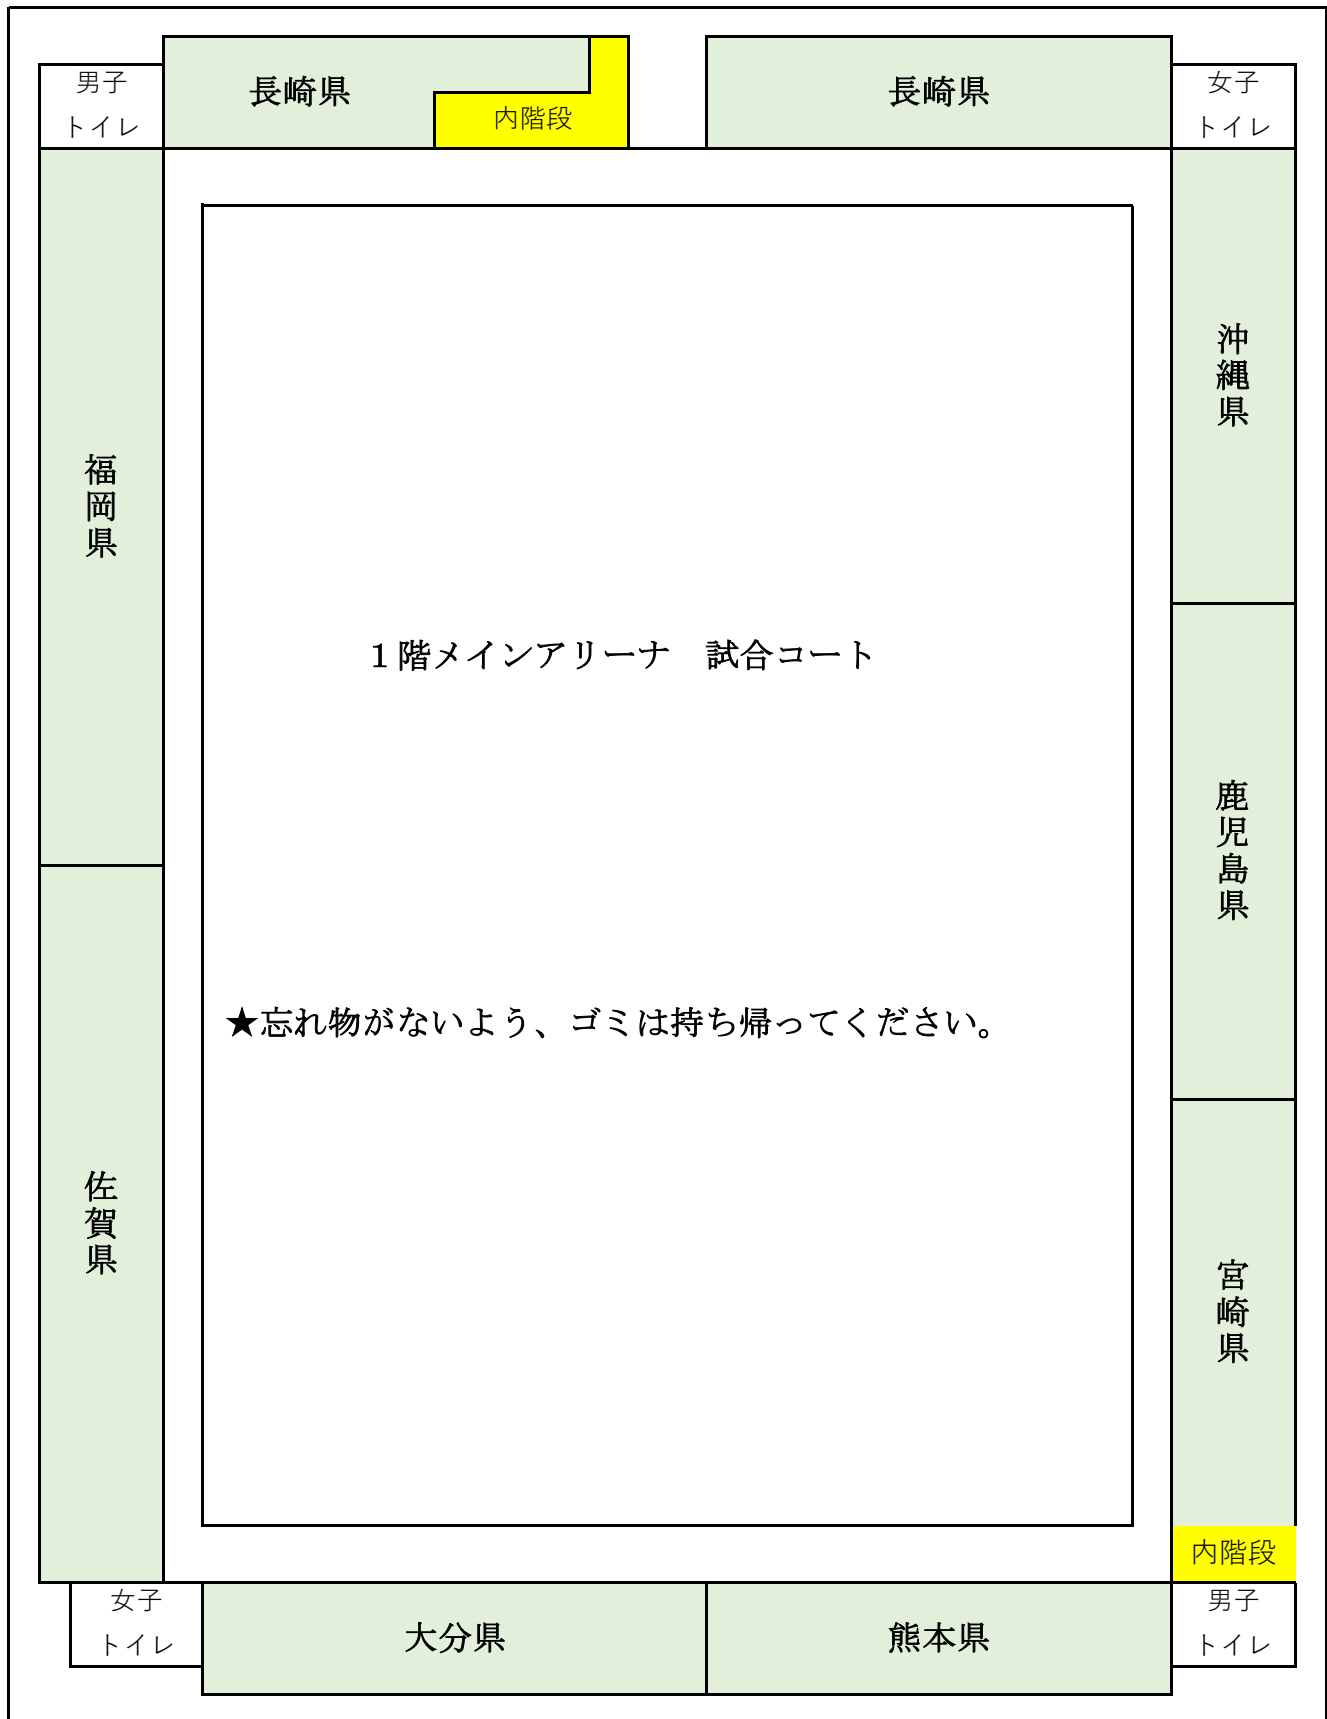 男子
トイレ
長崎県
内階段
長崎県
女子
トイレ
福岡県
沖縄県
１階メインアリーナ　試合コート
鹿児島県
★忘れ物がないよう、ゴミは持ち帰ってください。
佐賀県
宮崎県
内階段
女子
トイレ
大分県
熊本県
男子
トイレ